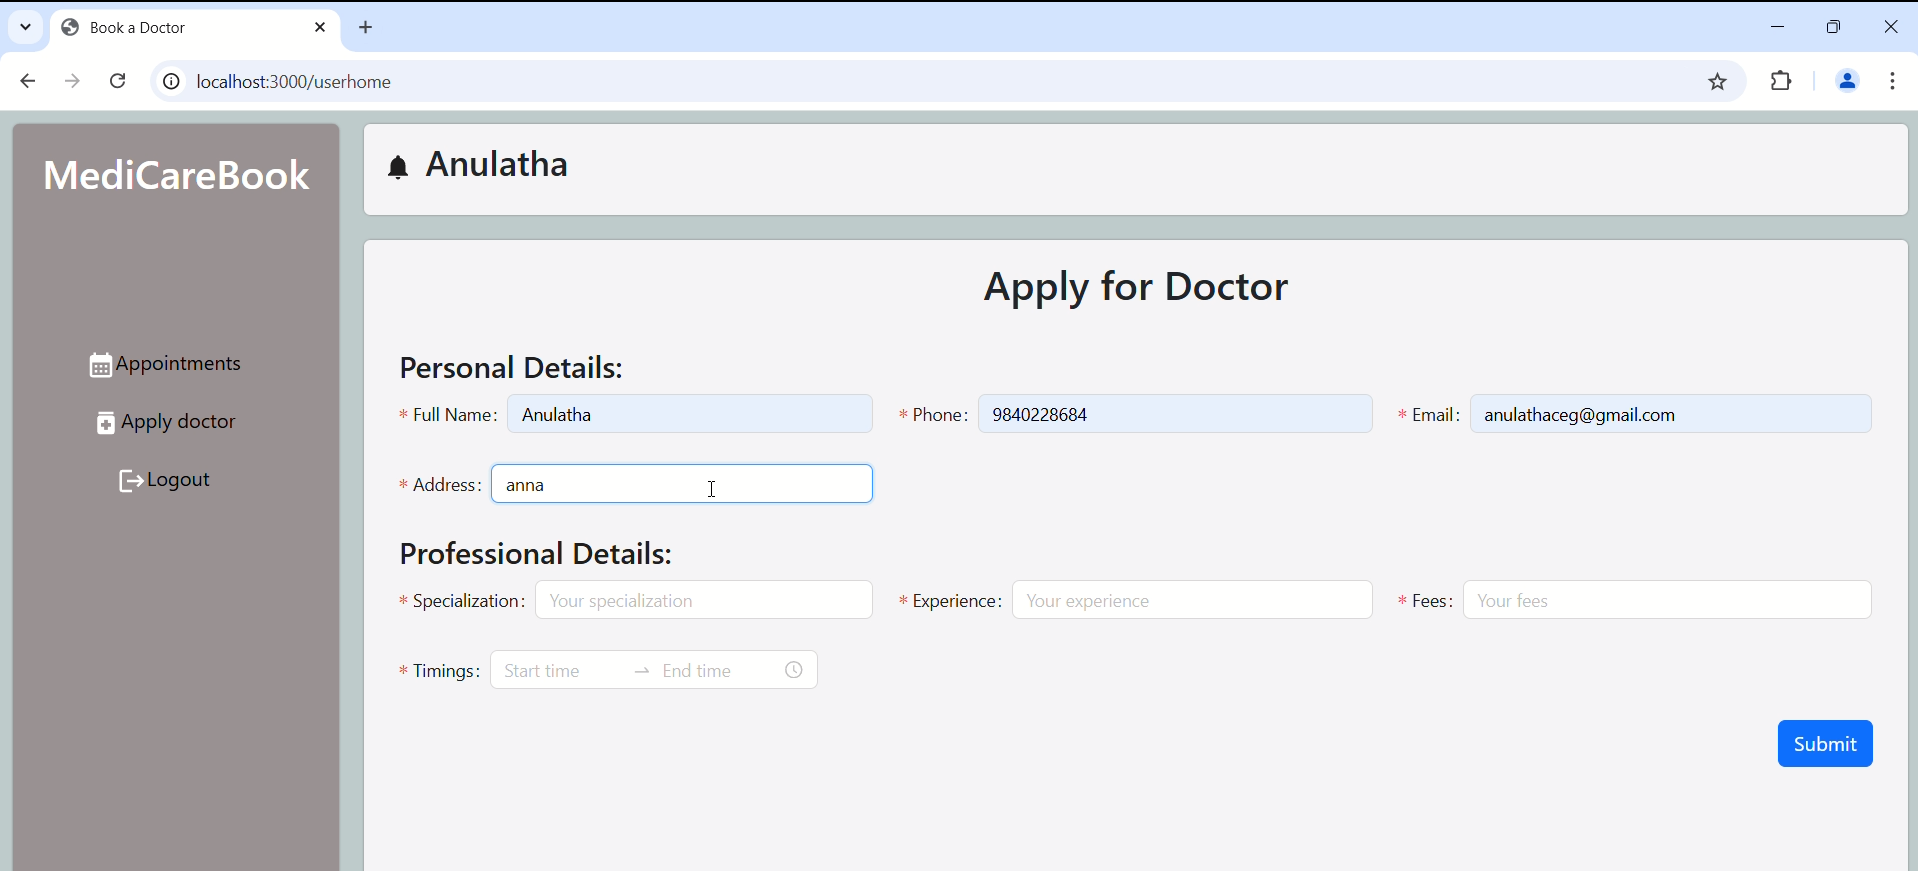 Book a Doctor
localhost:3000/userhome
MediCareBook
Appointments
Apply doctor
Logout
Anulatha
Apply for Doctor
Personal Details:
* Full Name: Anulatha * Phone: 9840228684 * Email: anulathaceg@gmail.com
* Address: anna
Professional Details:
* Specialization: Your specialization * Experience: Your experience * Fees: Your fees
* Timings: Start time → End time
Submit